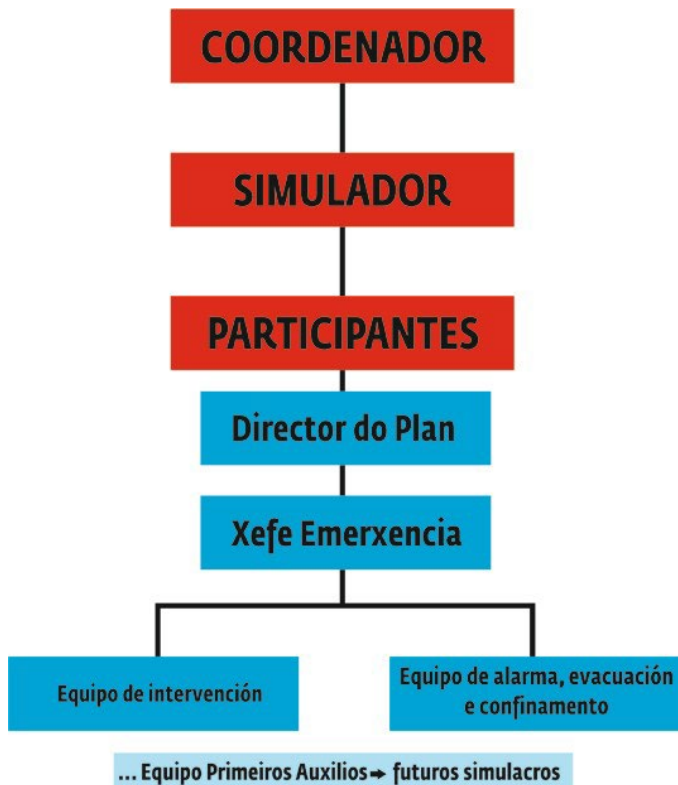 COORDENADOR
SIMULADOR
PARTICIPANTES
Director do Plan
Xefe Emerxencia
Equipo de intervención
Equipo de alarma, evacuación
e confinamento
... Equipo Primeiros Auxilios → futuros simulacros